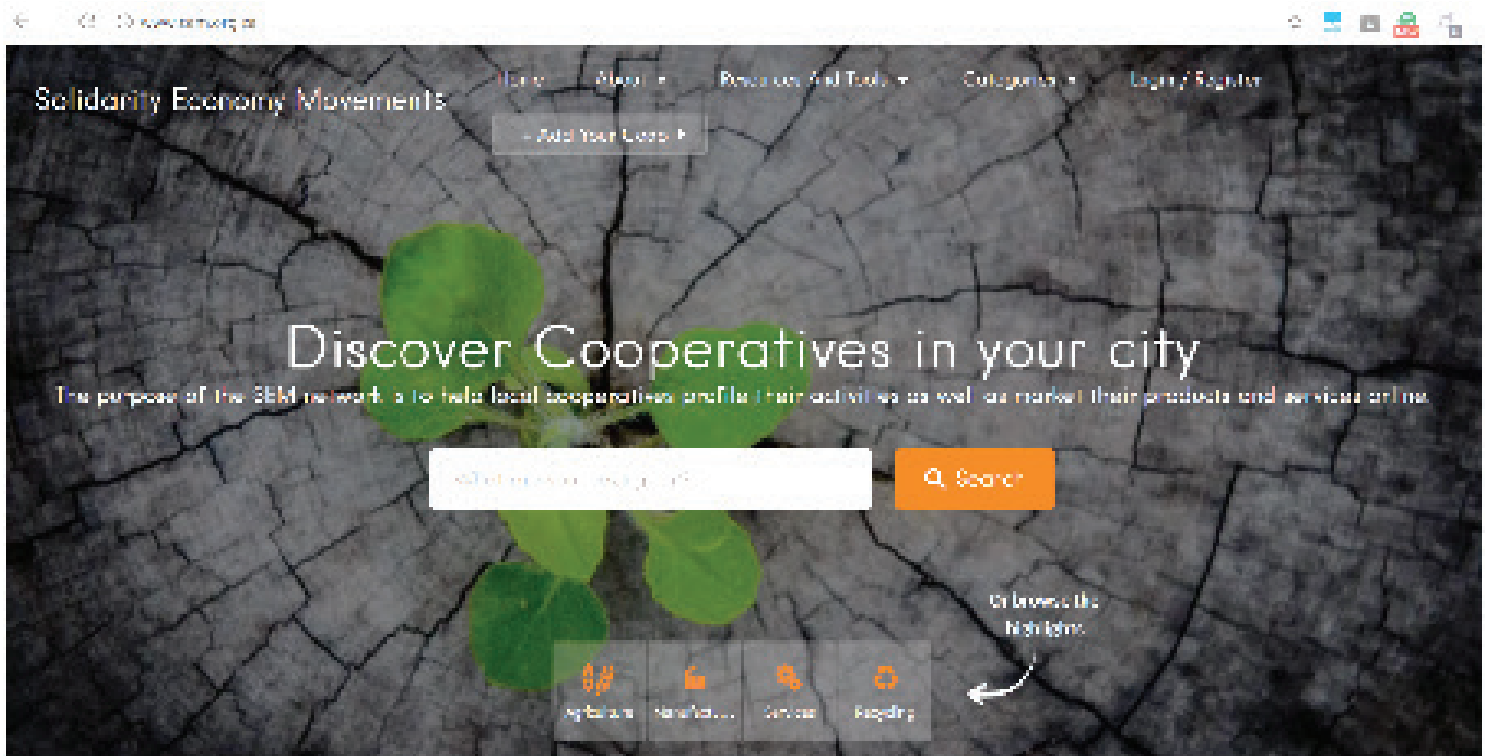 Solidarity Economy Movements
Home
About
Resources And Tools
Categories
Login / Register
+ Add Your Coop
Discover Cooperatives in your city
The purpose of the SEM network is to help local cooperatives profile their activities as well as market their products and services online.
Search
Or browse the
highlights
Agriculture
Manufact....
Services
Recycling